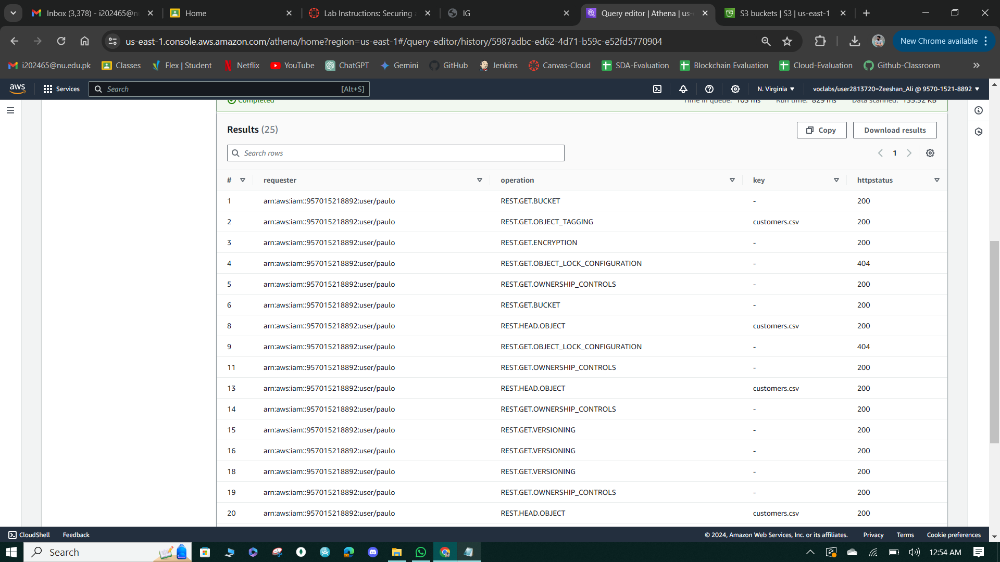 Inbox (3,378) - i202465@n
Home
Lab Instructions: Securing
IG
Query editor | Athena | us-
S3 buckets | S3 | us-east-1
us-east-1.console.aws.amazon.com/athena/home?region=us-east-1#/query-editor/history/5987adbc-ed62-4d71-b59c-e52fd5770904
New Chrome available
i202465@nu.edu.pk Classes Flex | Student Netflix YouTube ChatGPT Gemini GitHub Jenkins Canvas-Cloud SDA-Evaluation Blockchain Evaluation Cloud-Evaluation Github-Classroom
aws Services Search [Alt+S] N. Virginia voclabs/user2813720=Zeeshan_Ali @ 9570-1521-8892
Completed Time in queue: 103 ms Run time: 829 ms Data scanned: 133.32 KB
Results (25) Copy Download results
Search rows 1
# requester operation key httpstatus
1 arn:aws:iam::957015218892:user/paulo REST.GET.BUCKET - 200
2 arn:aws:iam::957015218892:user/paulo REST.GET.OBJECT_TAGGING customers.csv 200
3 arn:aws:iam::957015218892:user/paulo REST.GET.ENCRYPTION - 200
4 arn:aws:iam::957015218892:user/paulo REST.GET.OBJECT_LOCK_CONFIGURATION - 404
5 arn:aws:iam::957015218892:user/paulo REST.GET.OWNERSHIP_CONTROLS - 200
6 arn:aws:iam::957015218892:user/paulo REST.GET.BUCKET - 200
8 arn:aws:iam::957015218892:user/paulo REST.HEAD.OBJECT customers.csv 200
9 arn:aws:iam::957015218892:user/paulo REST.GET.OBJECT_LOCK_CONFIGURATION - 404
11 arn:aws:iam::957015218892:user/paulo REST.GET.OWNERSHIP_CONTROLS - 200
13 arn:aws:iam::957015218892:user/paulo REST.HEAD.OBJECT customers.csv 200
14 arn:aws:iam::957015218892:user/paulo REST.GET.OWNERSHIP_CONTROLS - 200
15 arn:aws:iam::957015218892:user/paulo REST.GET.VERSIONING - 200
16 arn:aws:iam::957015218892:user/paulo REST.GET.VERSIONING - 200
18 arn:aws:iam::957015218892:user/paulo REST.GET.VERSIONING - 200
19 arn:aws:iam::957015218892:user/paulo REST.GET.OWNERSHIP_CONTROLS - 200
20 arn:aws:iam::957015218892:user/paulo REST.HEAD.OBJECT customers.csv 200
CloudShell Feedback © 2024, Amazon Web Services, Inc. or its affiliates. Privacy Terms Cookie preferences
Search 12:54 AM